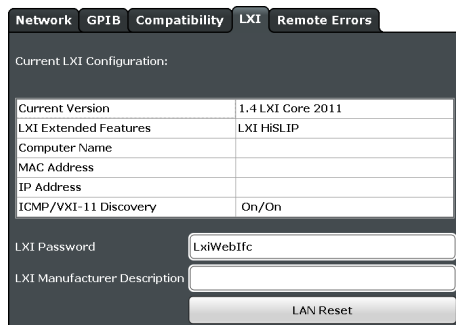 Network GPIB Compatibility LXI Remote Errors
Current LXI Configuration:
Current Version 1.4 LXI Core 2011
LXI Extended Features LXI HiSLIP
Computer Name
MAC Address
IP Address
ICMP/VXI-11 Discovery On/On
LXI Password LxiWebIfc
LXI Manufacturer Description
LAN Reset